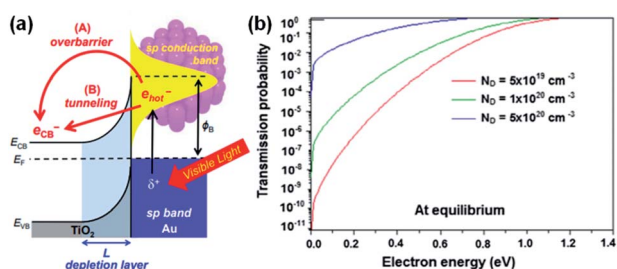 (a)
(A)
overbarrier
sp conduction
band
(B)
tunneling
e_hot⁻
e_CB⁻
ϕ_B
E_CB
E_F
Visible Light
δ⁺
sp band
Au
E_VB
TiO₂
L
depletion layer
(b)
Transmission probability
10⁰
10⁻¹
10⁻²
10⁻³
10⁻⁴
10⁻⁵
10⁻⁶
10⁻⁷
10⁻⁸
10⁻⁹
10⁻¹⁰
10⁻¹¹
N_D = 5x10¹⁹ cm⁻³
N_D = 1x10²⁰ cm⁻³
N_D = 5x10²⁰ cm⁻³
At equilibrium
0.0 0.2 0.4 0.6 0.8 1.0 1.2 1.4
Electron energy (eV)